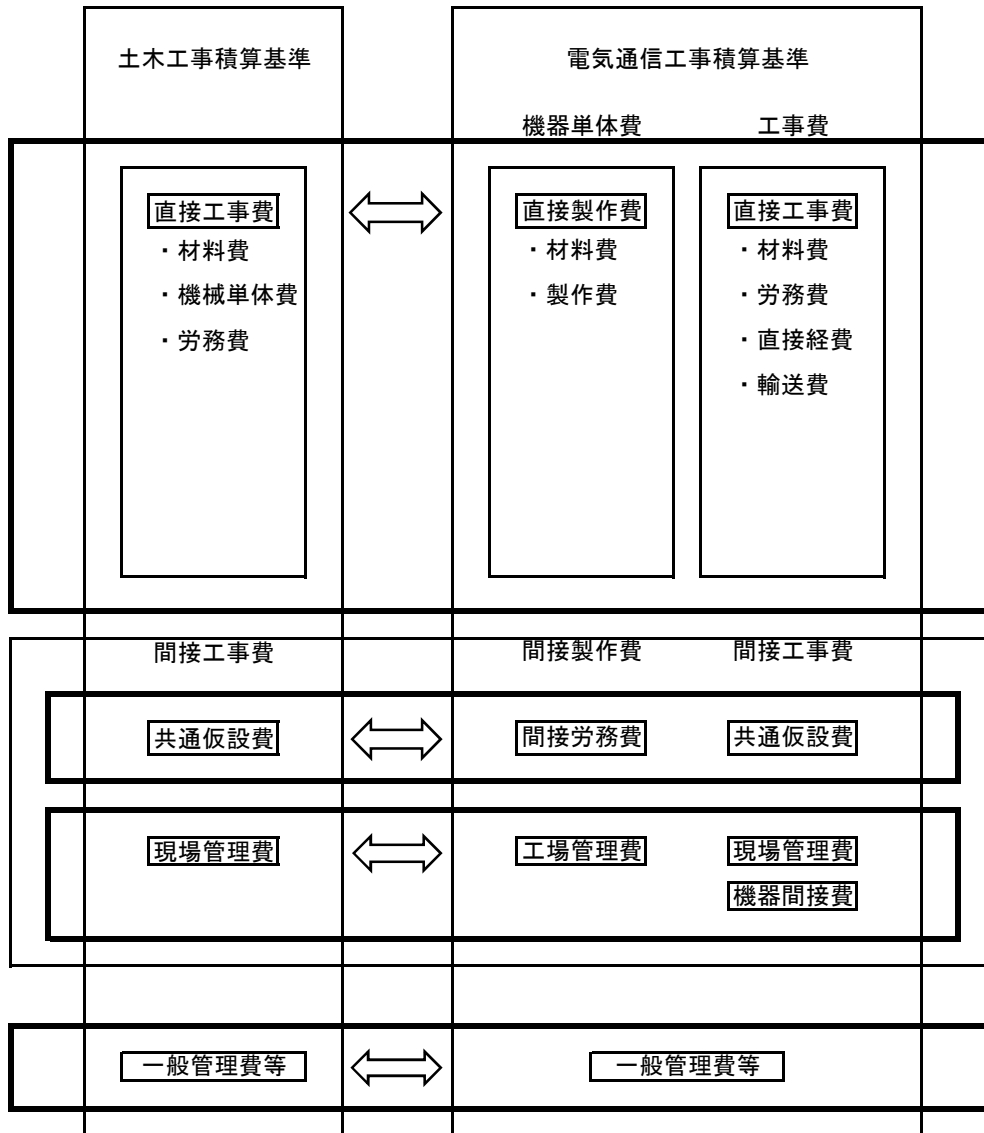 土木工事積算基準
電気通信工事積算基準
機器単体費
工事費
直接工事費
・材料費
・機械単体費
・労務費
直接製作費
・材料費
・製作費
直接工事費
・材料費
・労務費
・直接経費
・輸送費
間接工事費
間接製作費
間接工事費
共通仮設費
間接労務費
共通仮設費
現場管理費
工場管理費
現場管理費
機器間接費
一般管理費等
一般管理費等